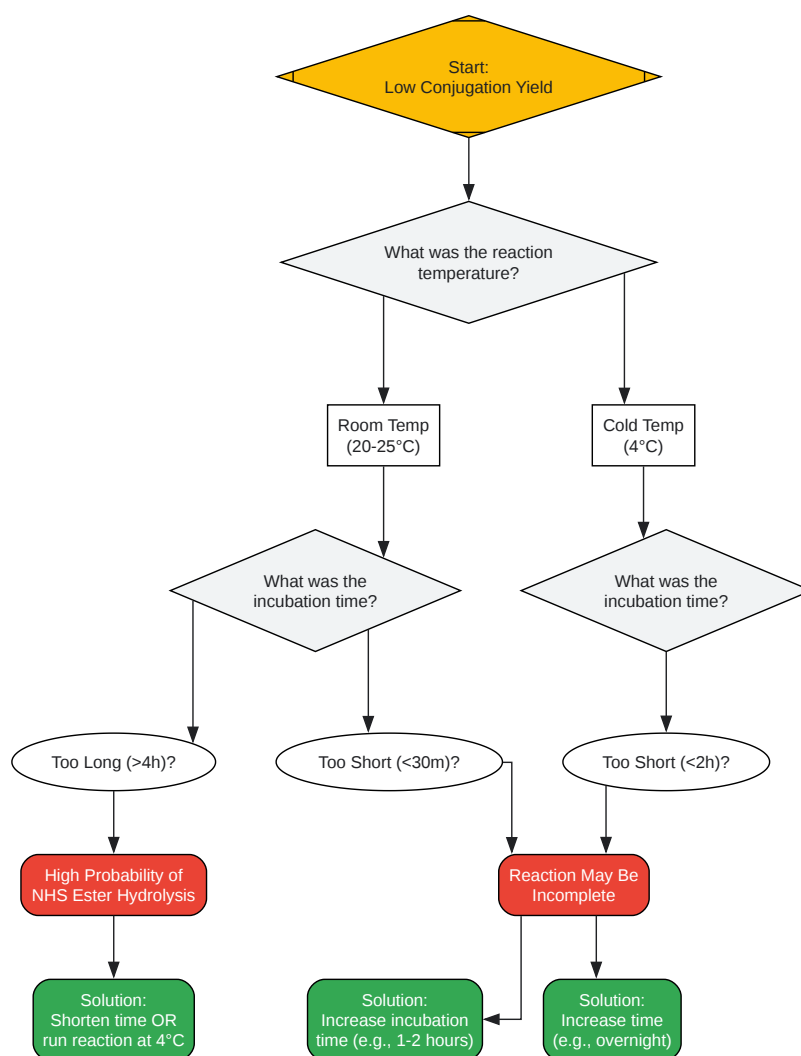 Start:
Low Conjugation Yield
What was the reaction
temperature?
Room Temp
(20-25°C)
Cold Temp
(4°C)
What was the
incubation time?
What was the
incubation time?
Too Long (>4h)?
Too Short (<30m)?
Too Short (<2h)?
High Probability of
NHS Ester Hydrolysis
Reaction May Be
Incomplete
Solution:
Shorten time OR
run reaction at 4°C
Solution:
Increase incubation
time (e.g., 1-2 hours)
Solution:
Increase time
(e.g., overnight)